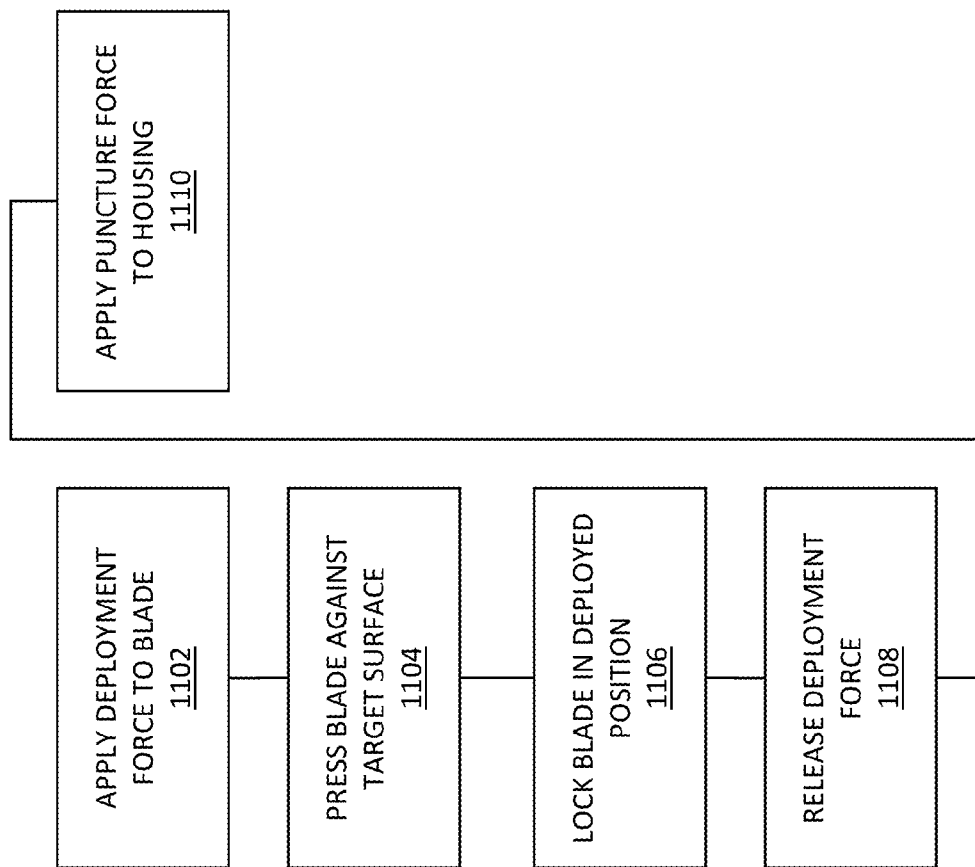 APPLY DEPLOYMENT
FORCE TO BLADE
1102
PRESS BLADE AGAINST
TARGET SURFACE
1104
LOCK BLADE IN DEPLOYED
POSITION
1106
RELEASE DEPLOYMENT
FORCE
1108
APPLY PUNCTURE FORCE
TO HOUSING
1110